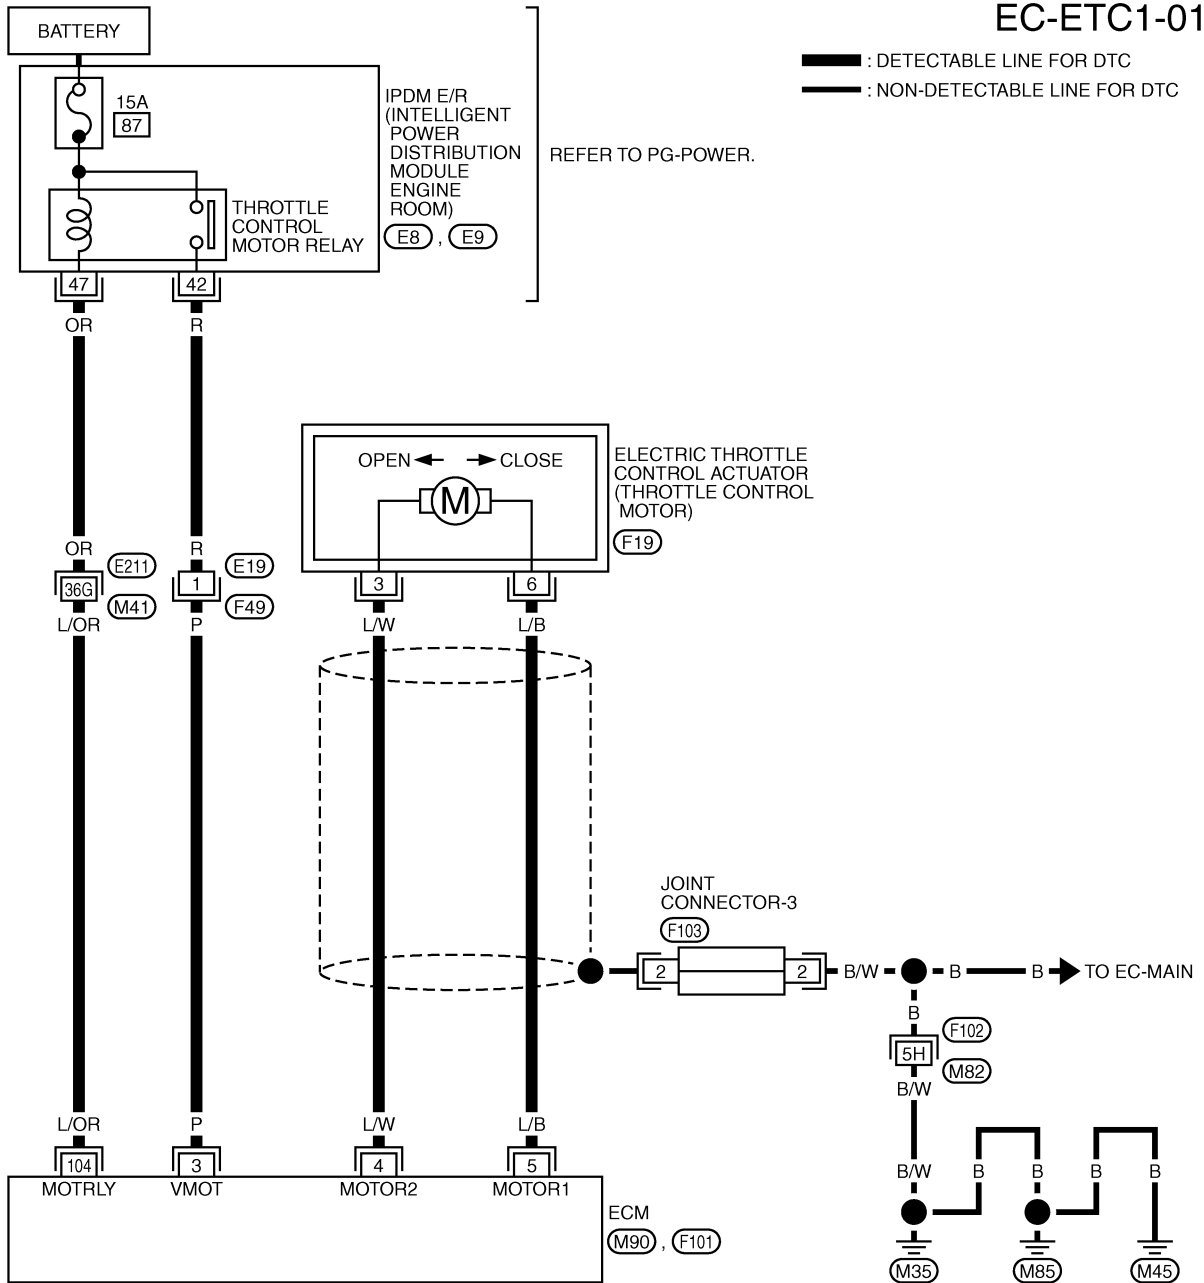 EC-ETC1-01
BATTERY
: DETECTABLE LINE FOR DTC
: NON-DETECTABLE LINE FOR DTC
15A
87
IPDM E/R
(INTELLIGENT
POWER
DISTRIBUTION
MODULE
ENGINE
ROOM)
E8 , E9
REFER TO PG-POWER.
THROTTLE
CONTROL
MOTOR RELAY
47 42
OR R
OPEN CLOSE
M
ELECTRIC THROTTLE
CONTROL ACTUATOR
(THROTTLE CONTROL
MOTOR)
F19
OR R
E211 E19
36G 1 3 6
M41 F49
L/OR P L/W L/B
JOINT
CONNECTOR-3
F103
2 2 B/W B B TO EC-MAIN
B
F102
5H
M82
B/W
L/OR P L/W L/B
104 3 4 5
B/W B B B B
MOTRLY VMOT MOTOR2 MOTOR1
ECM
M90 , F101
M35 M85 M45